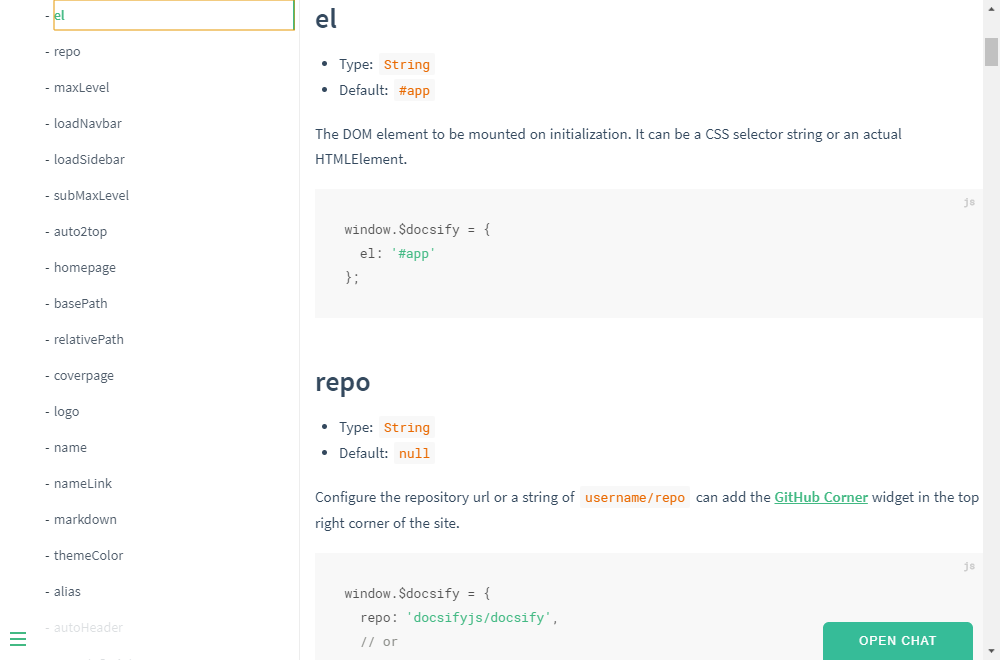 - el
- repo
- maxLevel
- loadNavbar
- loadSidebar
- subMaxLevel
- auto2top
- homepage
- basePath
- relativePath
- coverpage
- logo
- name
- nameLink
- markdown
- themeColor
- alias
- autoHeader
el
Type: String
Default: #app
The DOM element to be mounted on initialization. It can be a CSS selector string or an actual
HTMLElement.
js
window.$docsify = {
el: '#app'
};
repo
Type: String
Default: null
Configure the repository url or a string of username/repo can add the GitHub Corner widget in the top
right corner of the site.
js
window.$docsify = {
repo: 'docsifyjs/docsify',
// or
OPEN CHAT